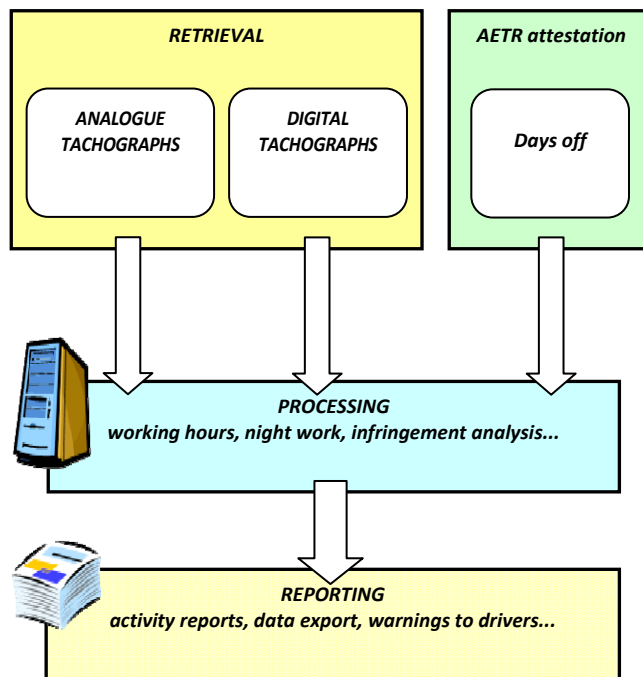 RETRIEVAL
AETR attestation
ANALOGUE
TACHOGRAPHS
DIGITAL
TACHOGRAPHS
Days off
PROCESSING
working hours, night work, infringement analysis...
REPORTING
activity reports, data export, warnings to drivers...